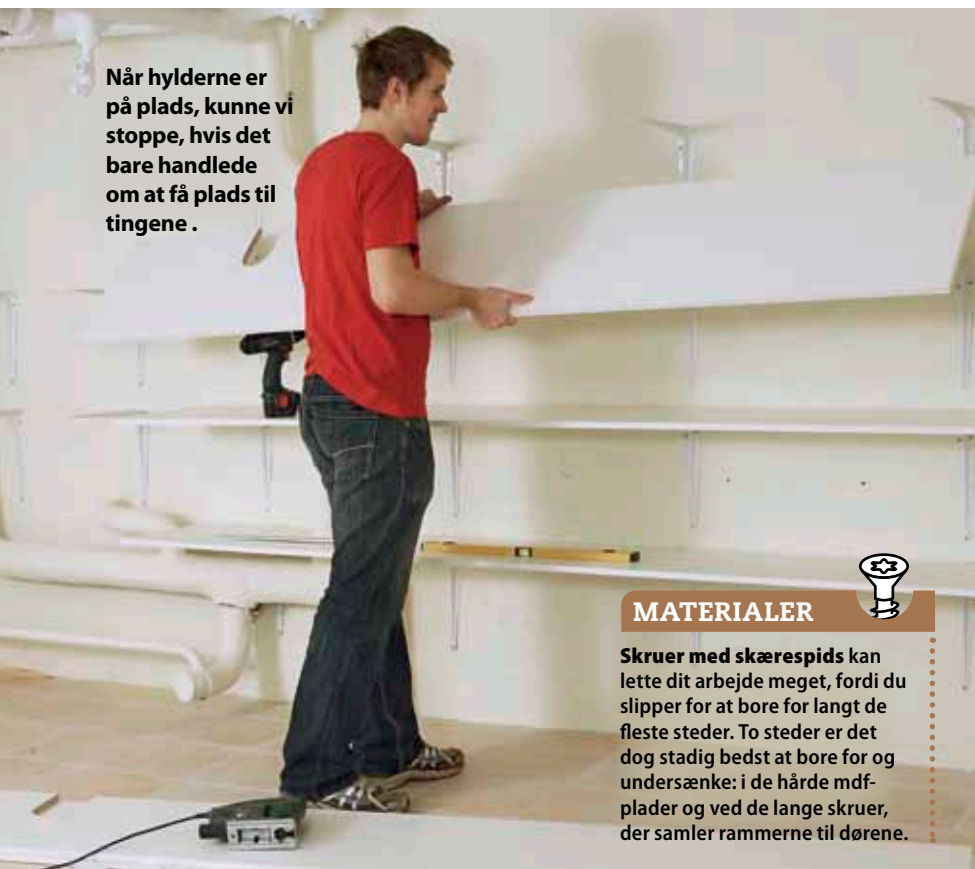 Når hylderne er
på plads, kunne vi
stoppe, hvis det
bare handlede
om at få plads til
tingene .
MATERIALER
Skruer med skærespids kan
lette dit arbejde meget, fordi du
slipper for at bore for langt de
fleste steder. To steder er det
dog stadig bedst at bore for og
undersænke: i de hårde mdf-
plader og ved de lange skruer,
der samler rammerne til dørene.